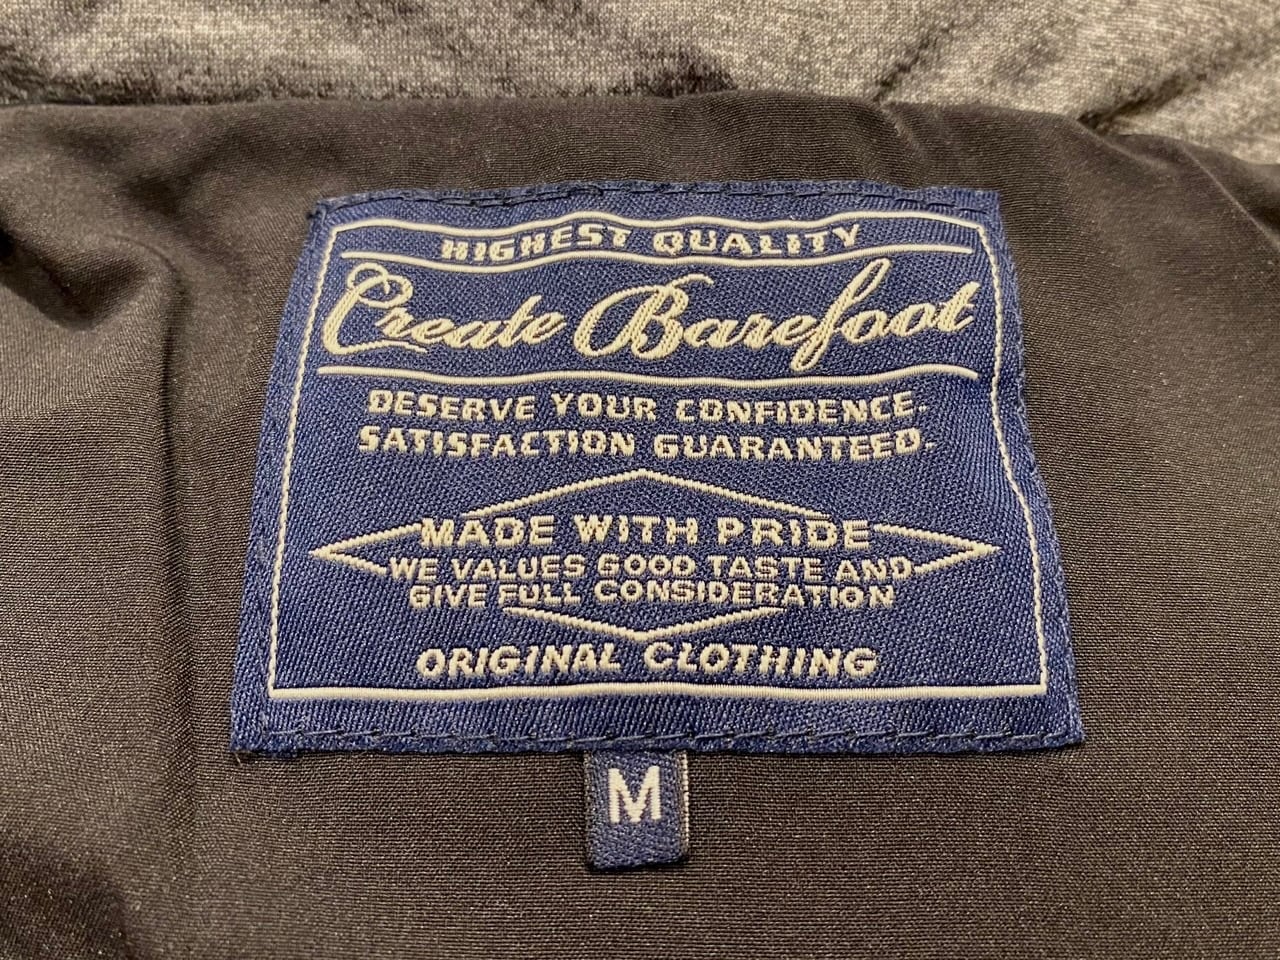 HIGHEST QUALITY
Create Barefoot
DESERVE YOUR CONFIDENCE.
SATISFACTION GUARANTEED.
MADE WITH PRIDE
WE VALUES GOOD TASTE AND
GIVE FULL CONSIDERATION
ORIGINAL CLOTHING
M